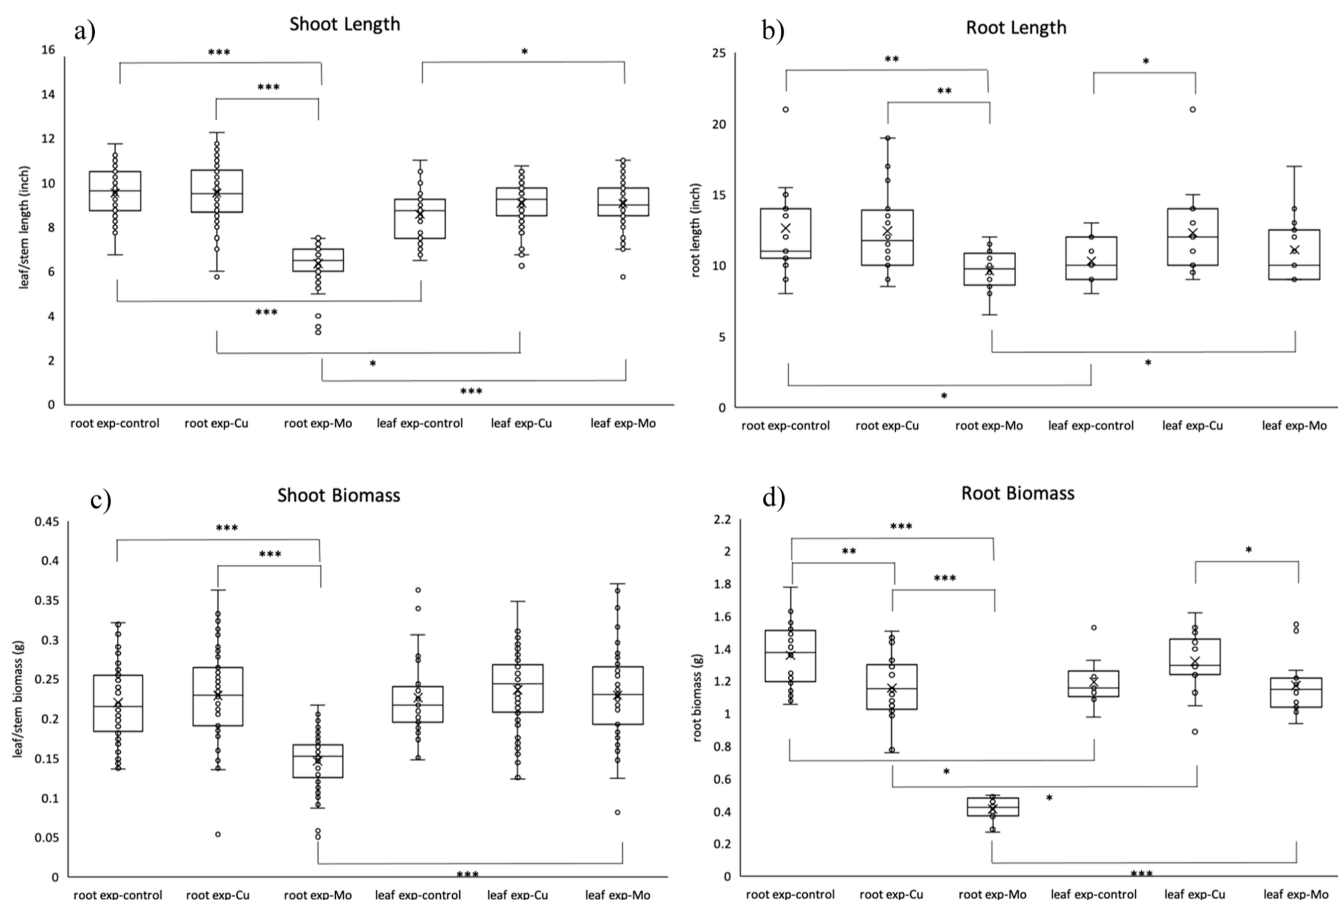 a)
Shoot Length
leaf/stem length (inch)
16
14
12
10
8
6
4
2
0
***
***
*
***
*
***
root exp-control
root exp-Cu
root exp-Mo
leaf exp-control
leaf exp-Cu
leaf exp-Mo
b)
Root Length
root length (inch)
25
20
15
10
5
0
**
**
*
*
*
root exp-control
root exp-Cu
root exp-Mo
leaf exp-control
leaf exp-Cu
leaf exp-Mo
c)
Shoot Biomass
leaf/stem biomass (g)
0.45
0.4
0.35
0.3
0.25
0.2
0.15
0.1
0.05
0
***
***
***
root exp-control
root exp-Cu
root exp-Mo
leaf exp-control
leaf exp-Cu
leaf exp-Mo
d)
Root Biomass
root biomass (g)
2.2
2
1.8
1.6
1.4
1.2
1
0.8
0.6
0.4
0.2
0
***
**
***
*
*
*
***
root exp-control
root exp-Cu
root exp-Mo
leaf exp-control
leaf exp-Cu
leaf exp-Mo